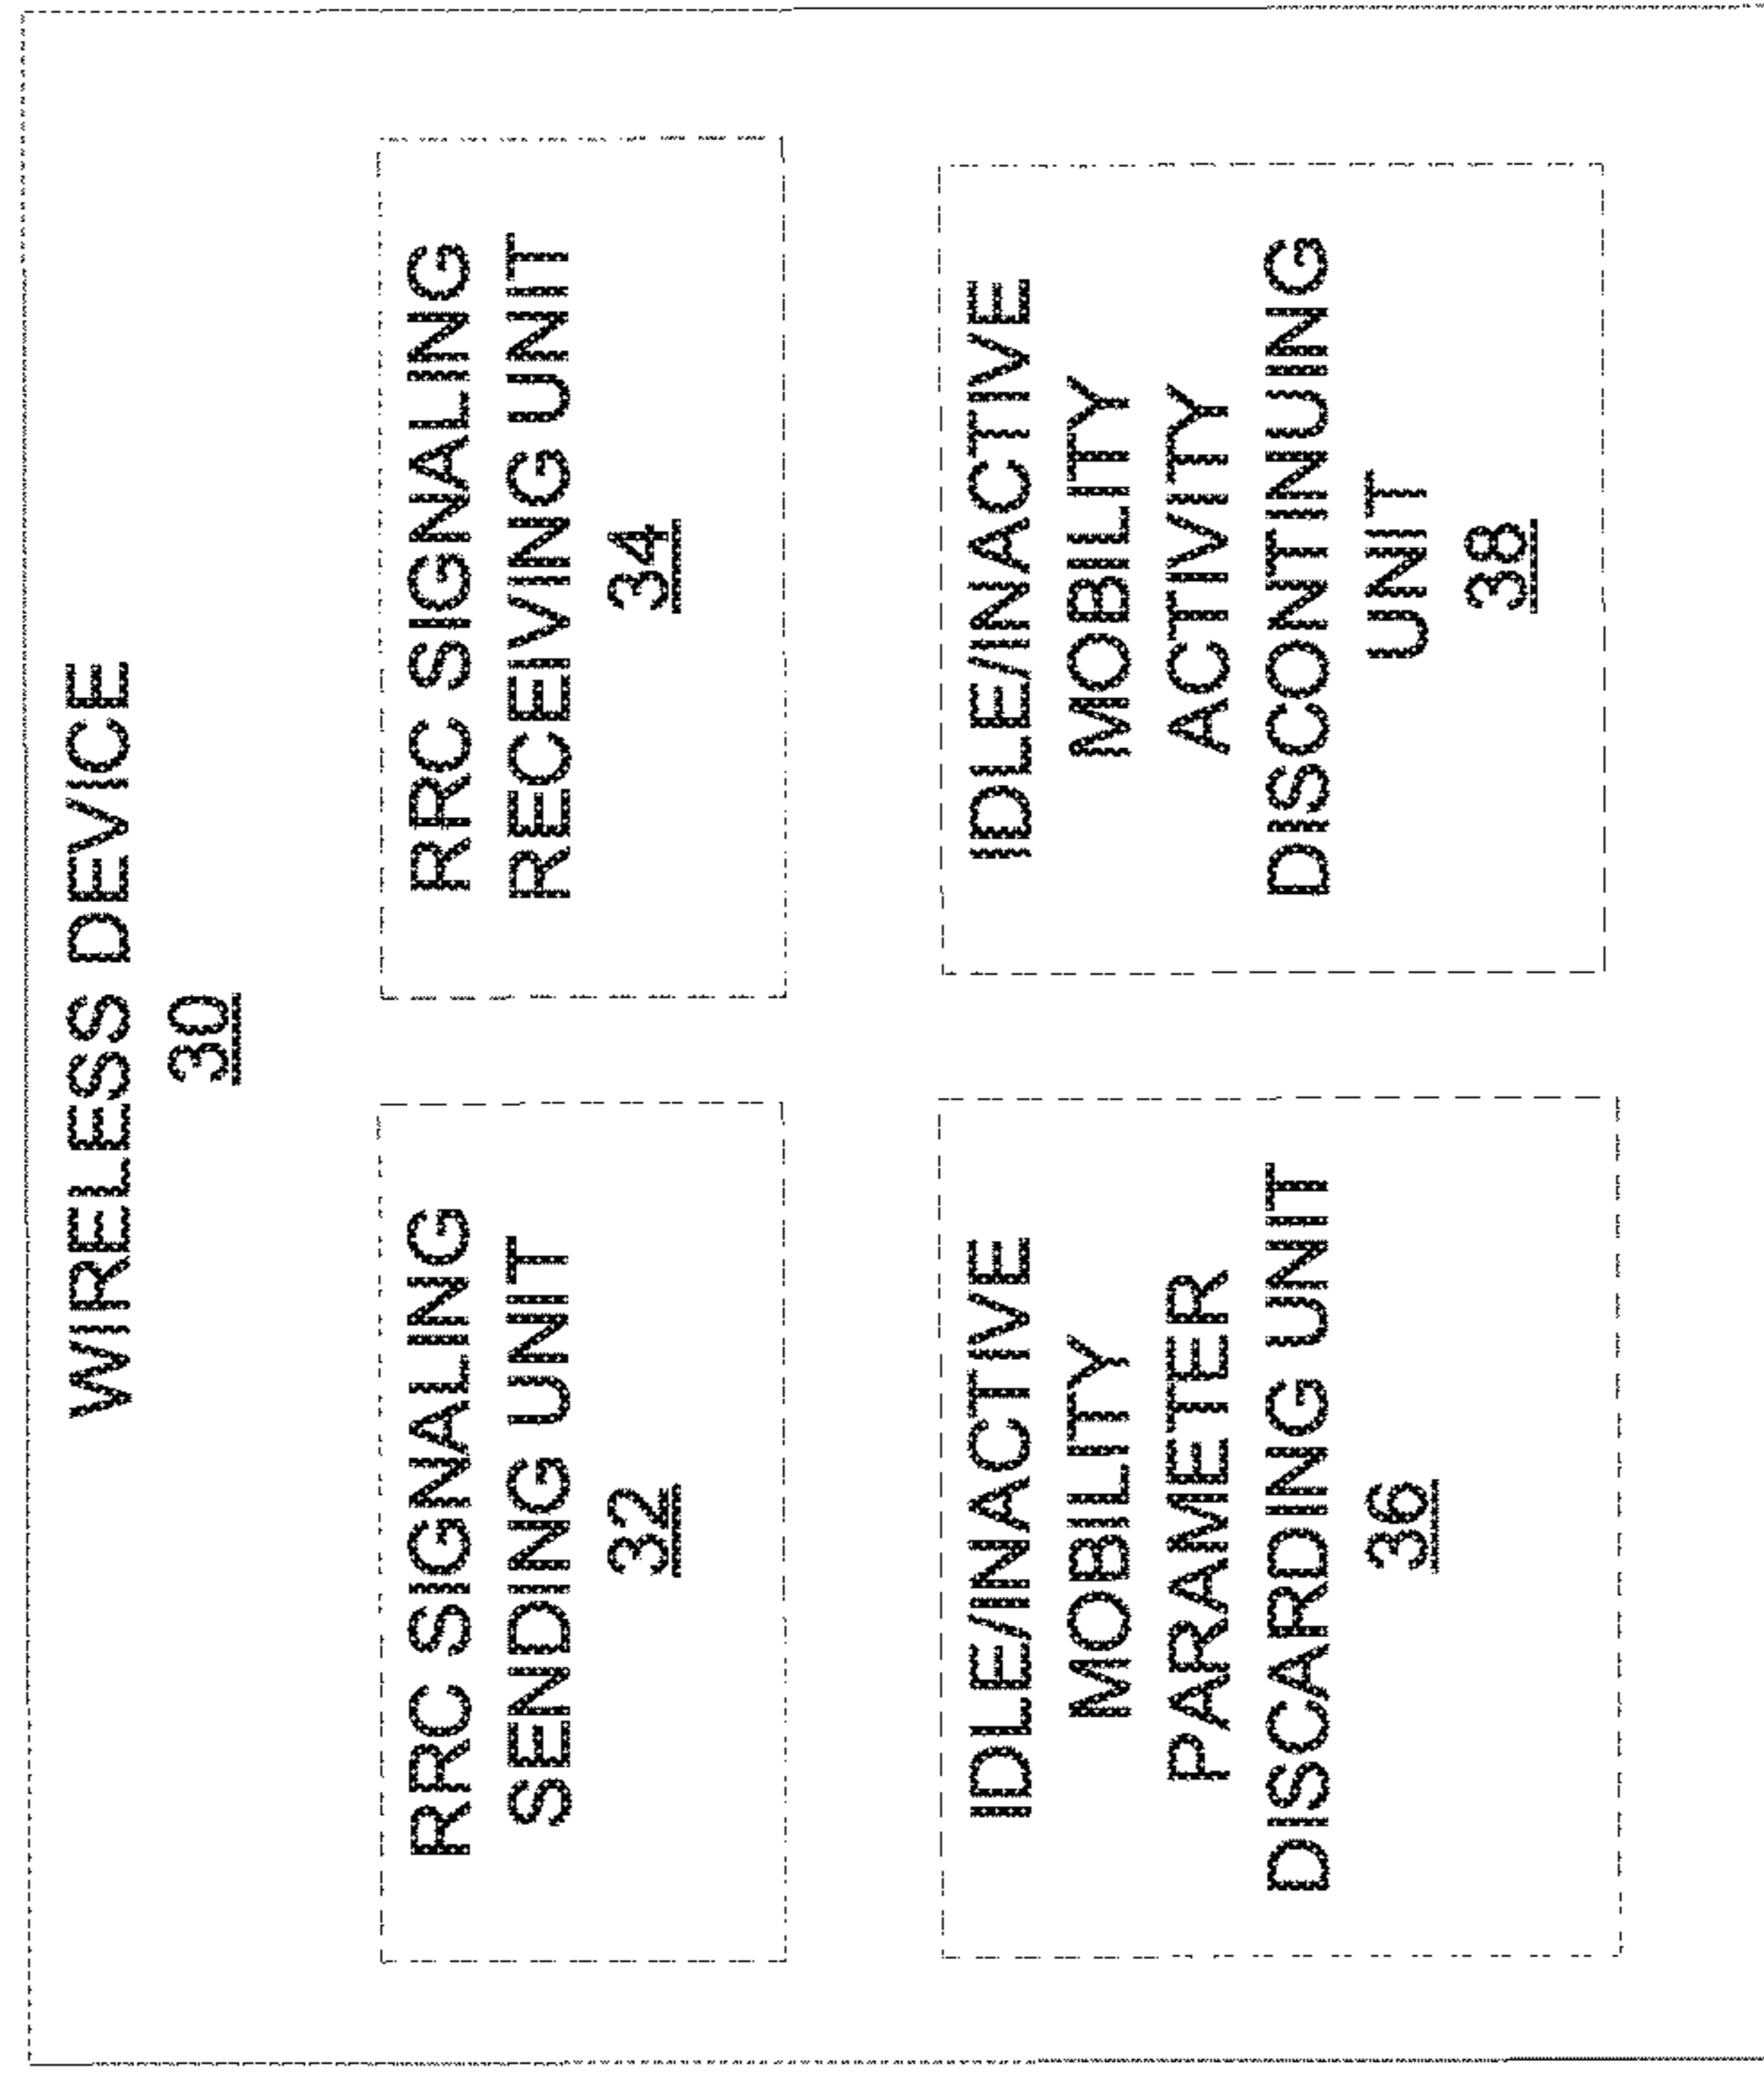 WIRELESS DEVICE
30
RRC SIGNALING
SENDING UNIT
32
RRC SIGNALING
RECEIVING UNIT
34
IDLE/INACTIVE
MOBILITY
PARAMETER
DISCARDING UNIT
36
IDLE/INACTIVE
MOBILITY
ACTIVITY
DISCONTINUING
UNIT
38